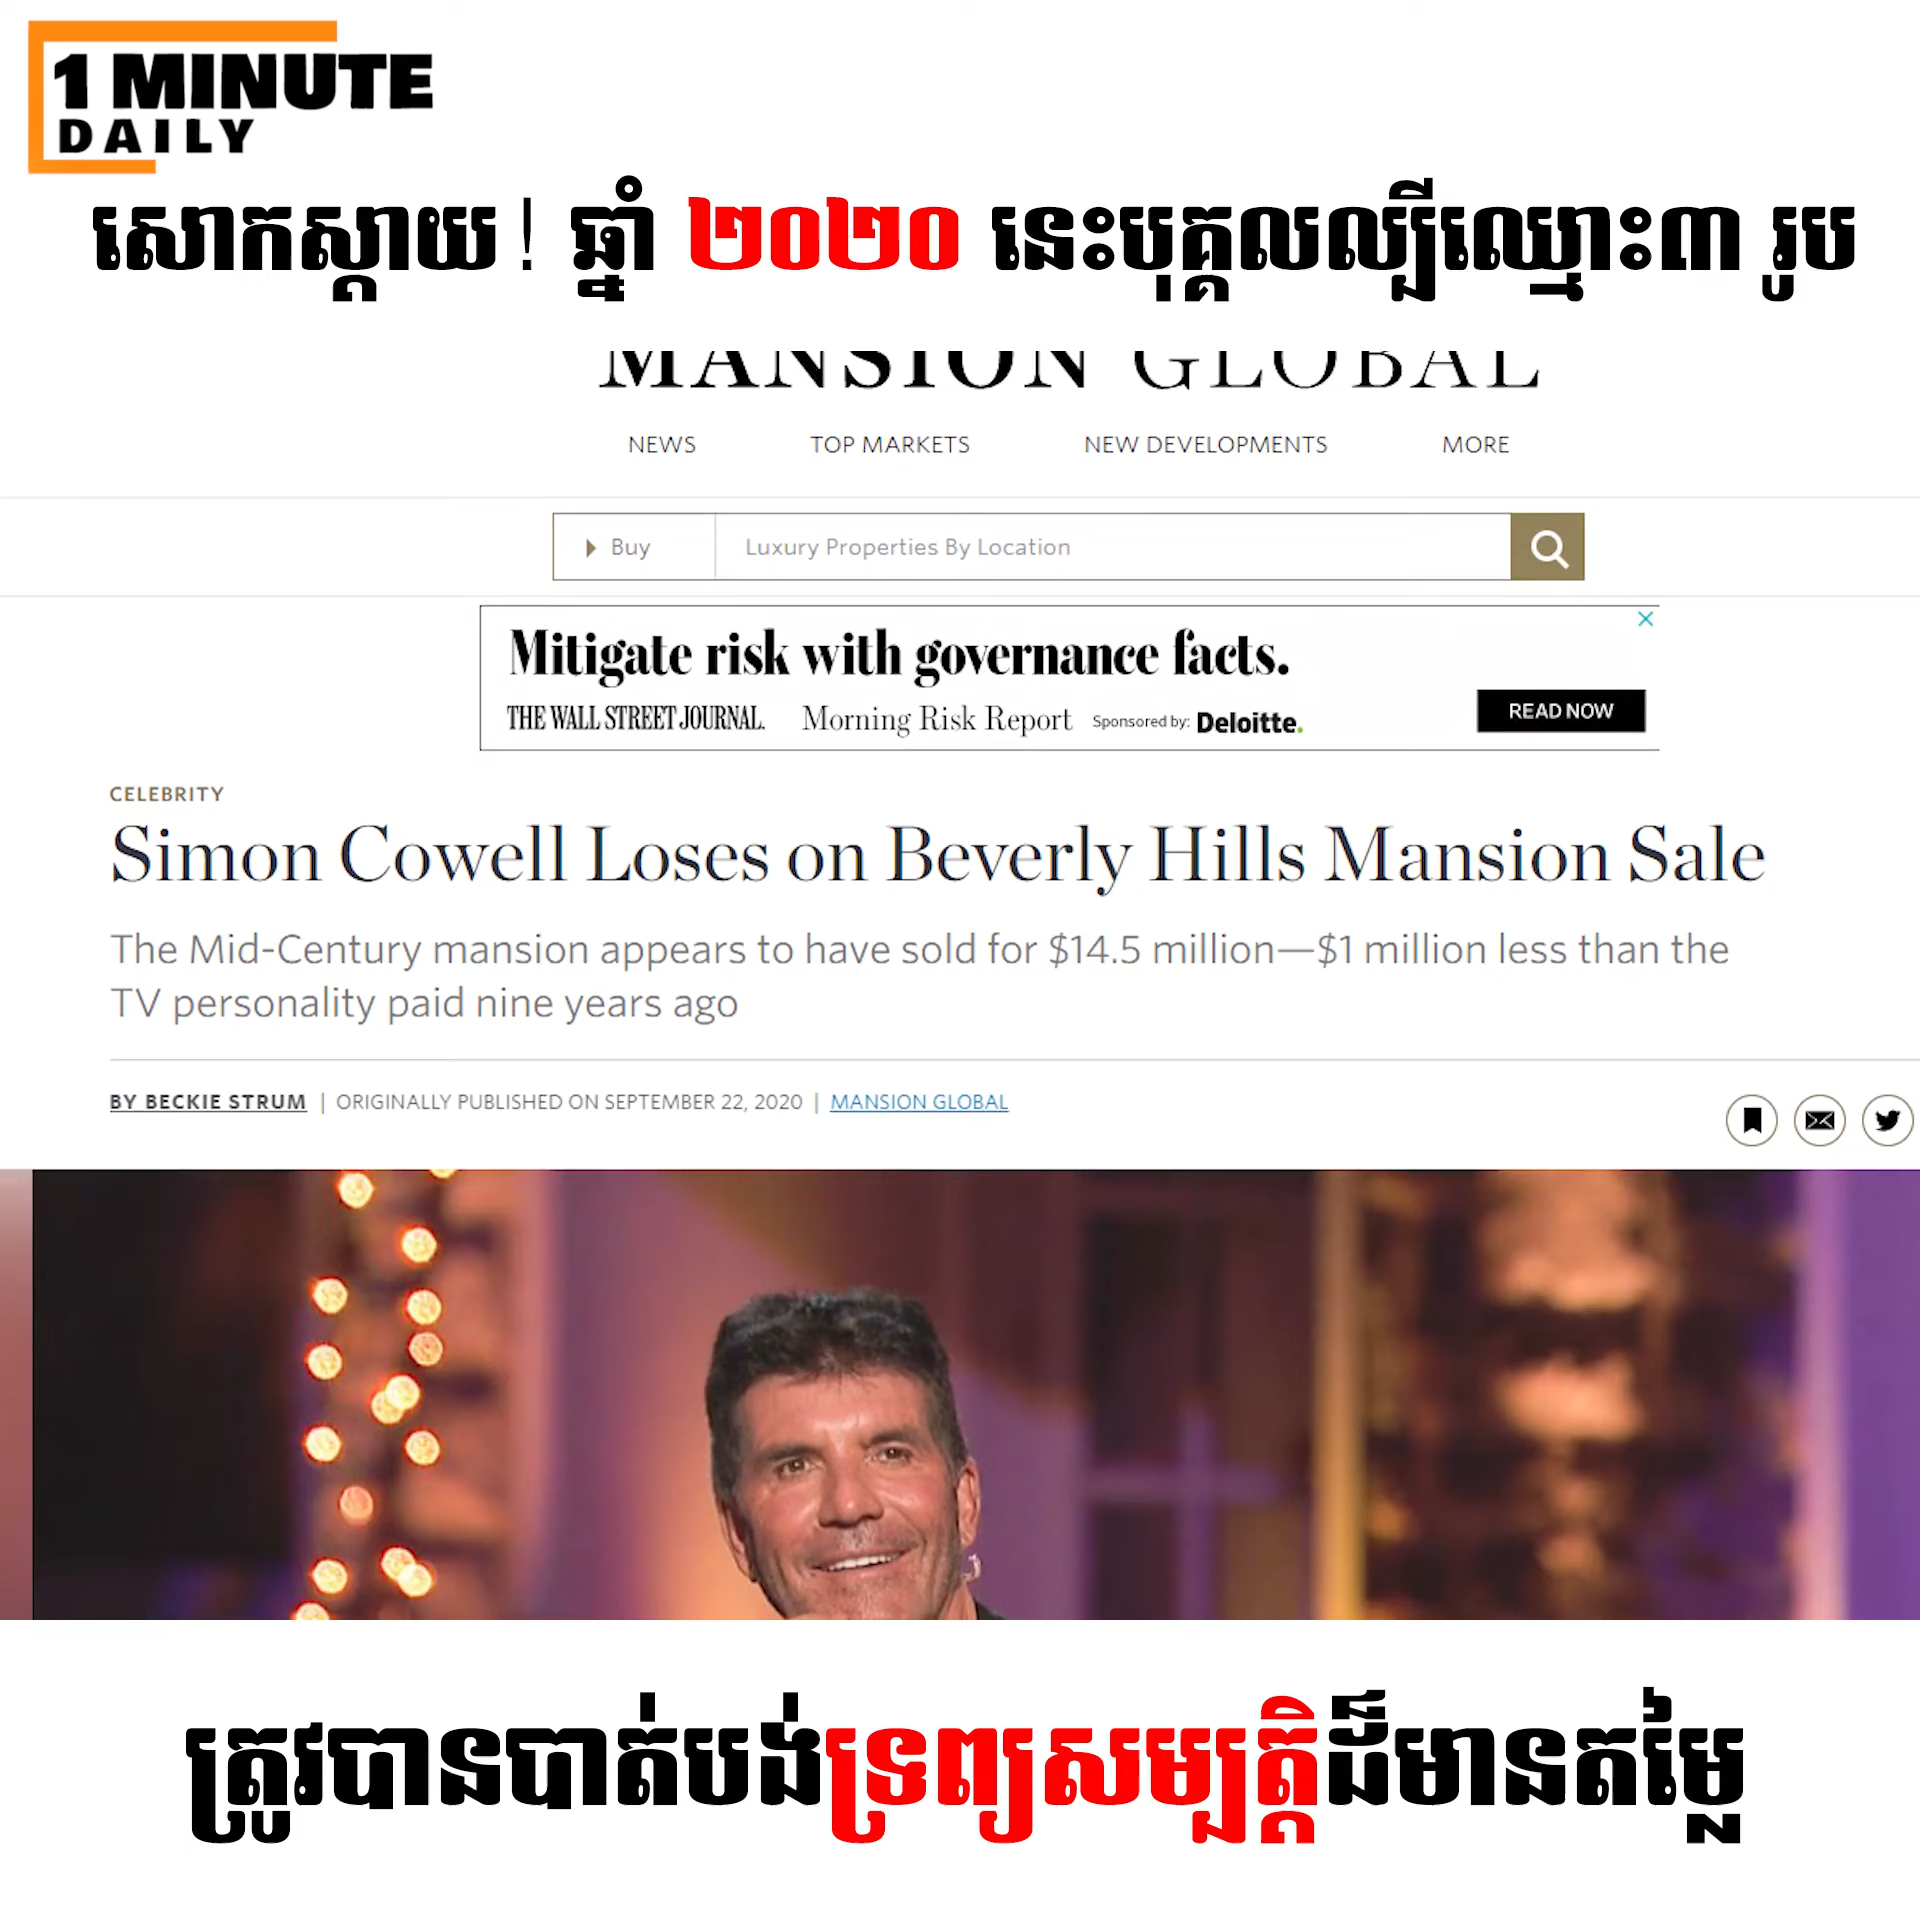 1 MINUTE
DAILY
សោកស្ដាយ! ឆ្នាំ ២០២០ នេះបុគ្គលល្បីឈ្មោះ៣ រូប
MANSION GLOBAL
NEWS TOP MARKETS NEW DEVELOPMENTS MORE
Buy Luxury Properties By Location
Mitigate risk with governance facts.
THE WALL STREET JOURNAL. Morning Risk Report Sponsored by: Deloitte.
READ NOW
CELEBRITY
Simon Cowell Loses on Beverly Hills Mansion Sale
The Mid-Century mansion appears to have sold for $14.5 million—$1 million less than the
TV personality paid nine years ago
BY BECKIE STRUM | ORIGINALLY PUBLISHED ON SEPTEMBER 22, 2020 | MANSION GLOBAL
ត្រូវបានបាត់បង់ទ្រព្យសម្បត្តិដ៏មានតម្លៃ